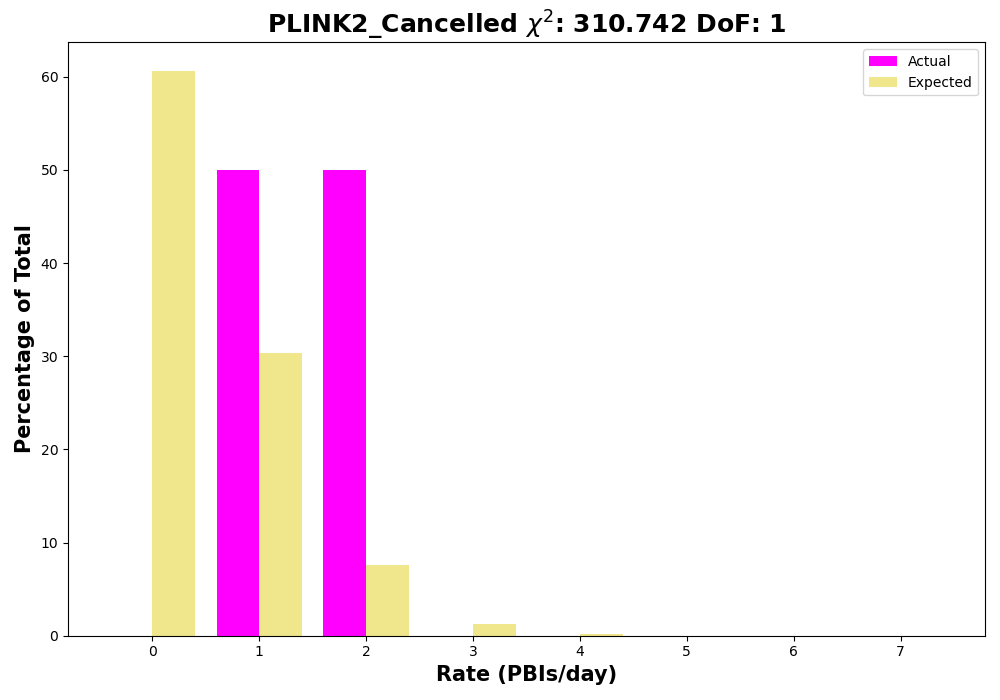 PLINK2_Cancelled χ²: 310.742 DoF: 1
Actual
Expected
Percentage of Total
60
50
40
30
20
10
0
0 1 2 3 4 5 6 7
Rate (PBIs/day)